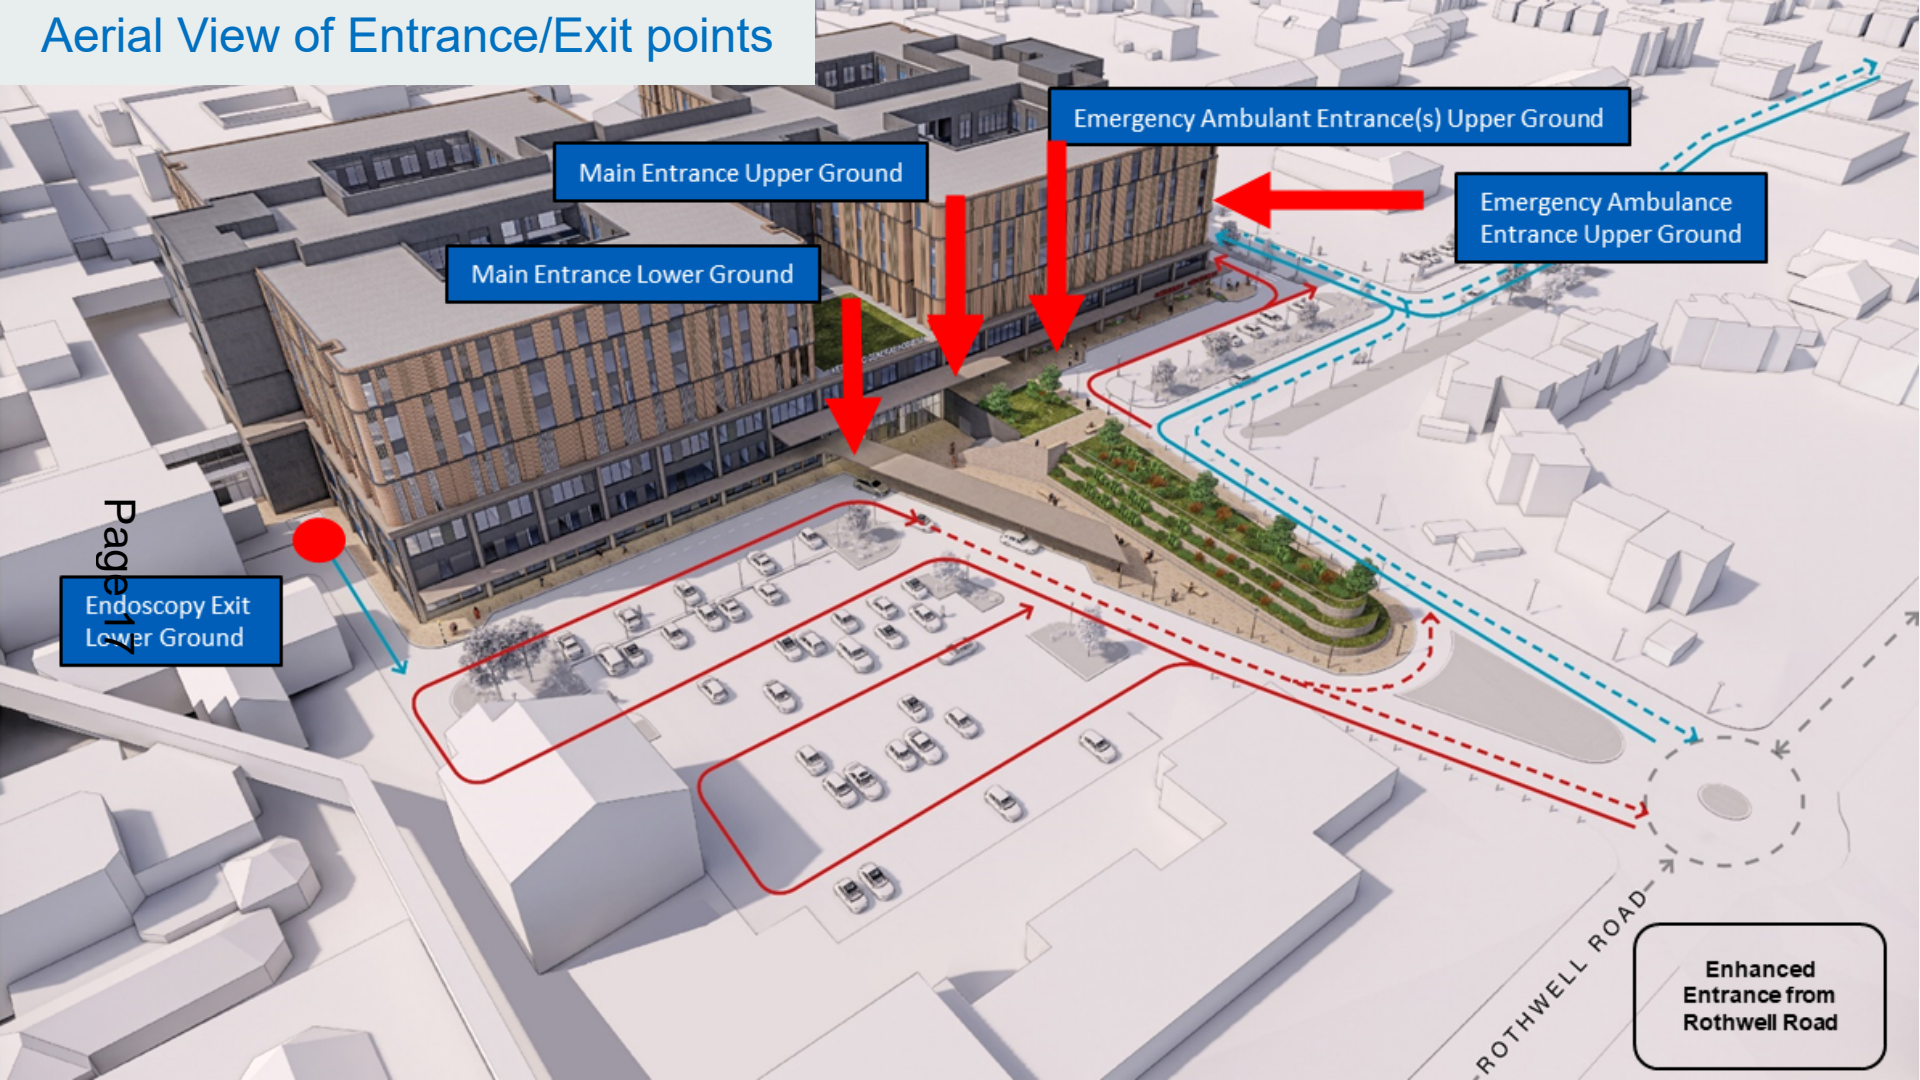 Aerial View of Entrance/Exit points
Emergency Ambulant Entrance(s) Upper Ground
Main Entrance Upper Ground
Emergency Ambulance
Entrance Upper Ground
Main Entrance Lower Ground
Page 17
Endoscopy Exit
Lower Ground
ROTHWELL ROAD
Enhanced
Entrance from
Rothwell Road